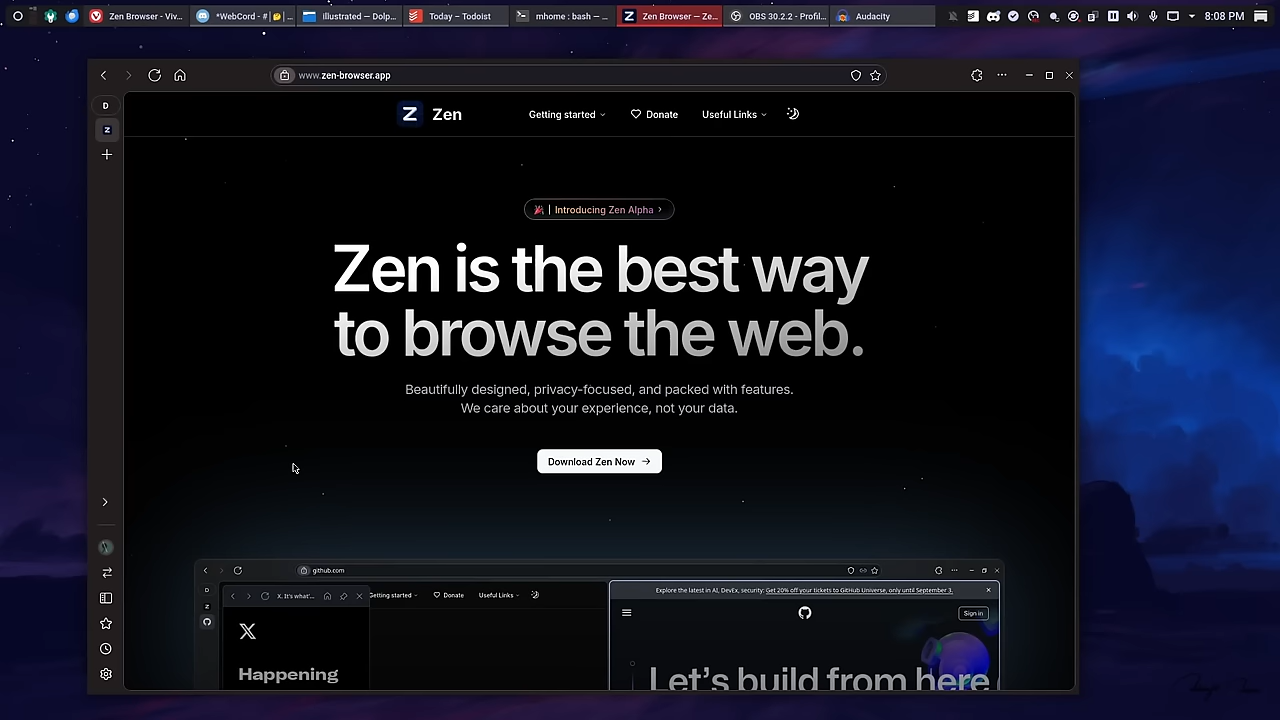 Zen Browser - Viv...
*WebCord - # | 🤔 | ...
Illustrated — Dolp...
Today – Todoist
mhome : bash — ...
Zen Browser — Ze...
OBS 30.2.2 - Profil...
Audacity
8:08 PM
www.zen-browser.app
D
Z
Z Zen
Getting started
Donate
Useful Links
🎉 | Introducing Zen Alpha ›
Zen is the best way
to browse the web.
Beautifully designed, privacy-focused, and packed with features.
We care about your experience, not your data.
Download Zen Now →
github.com
D
Z
X. It's what'...
Getting started
Donate
Useful Links
Explore the latest in AI, DevEx, security: Get 20% off your tickets to GitHub Universe, only until September 3.
Sign in
X
Happening
Let's build from here